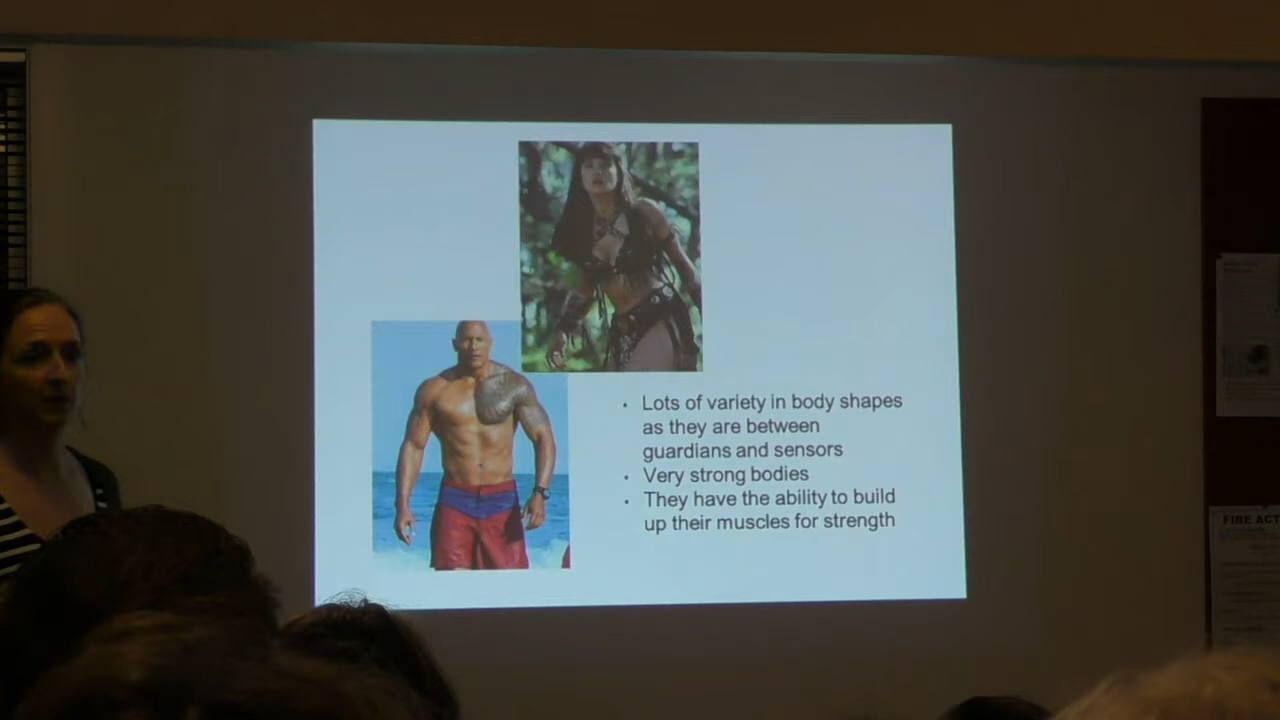 • Lots of variety in body shapes
as they are between
guardians and sensors
• Very strong bodies
• They have the ability to build
up their muscles for strength
FIRE ACT